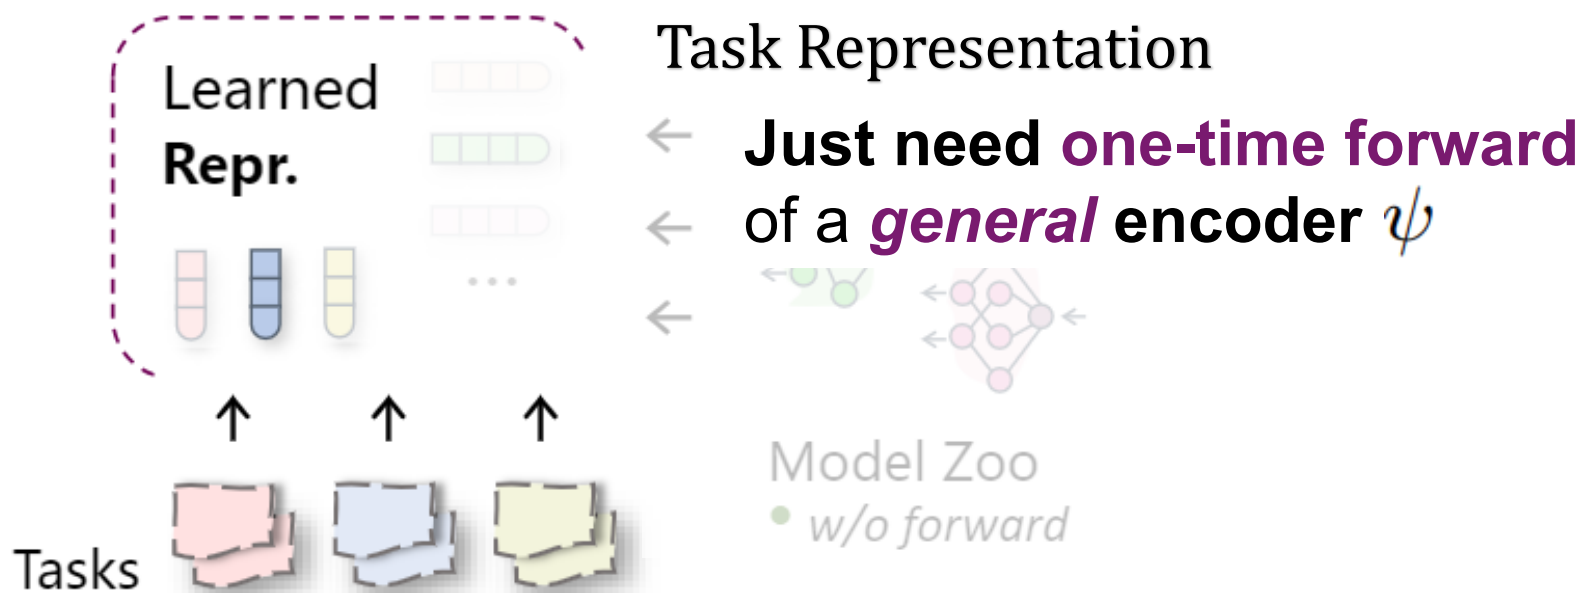 Task Representation
Learned
Repr.
Just need one-time forward
of a general encoder ψ
...
Model Zoo
• w/o forward
Tasks